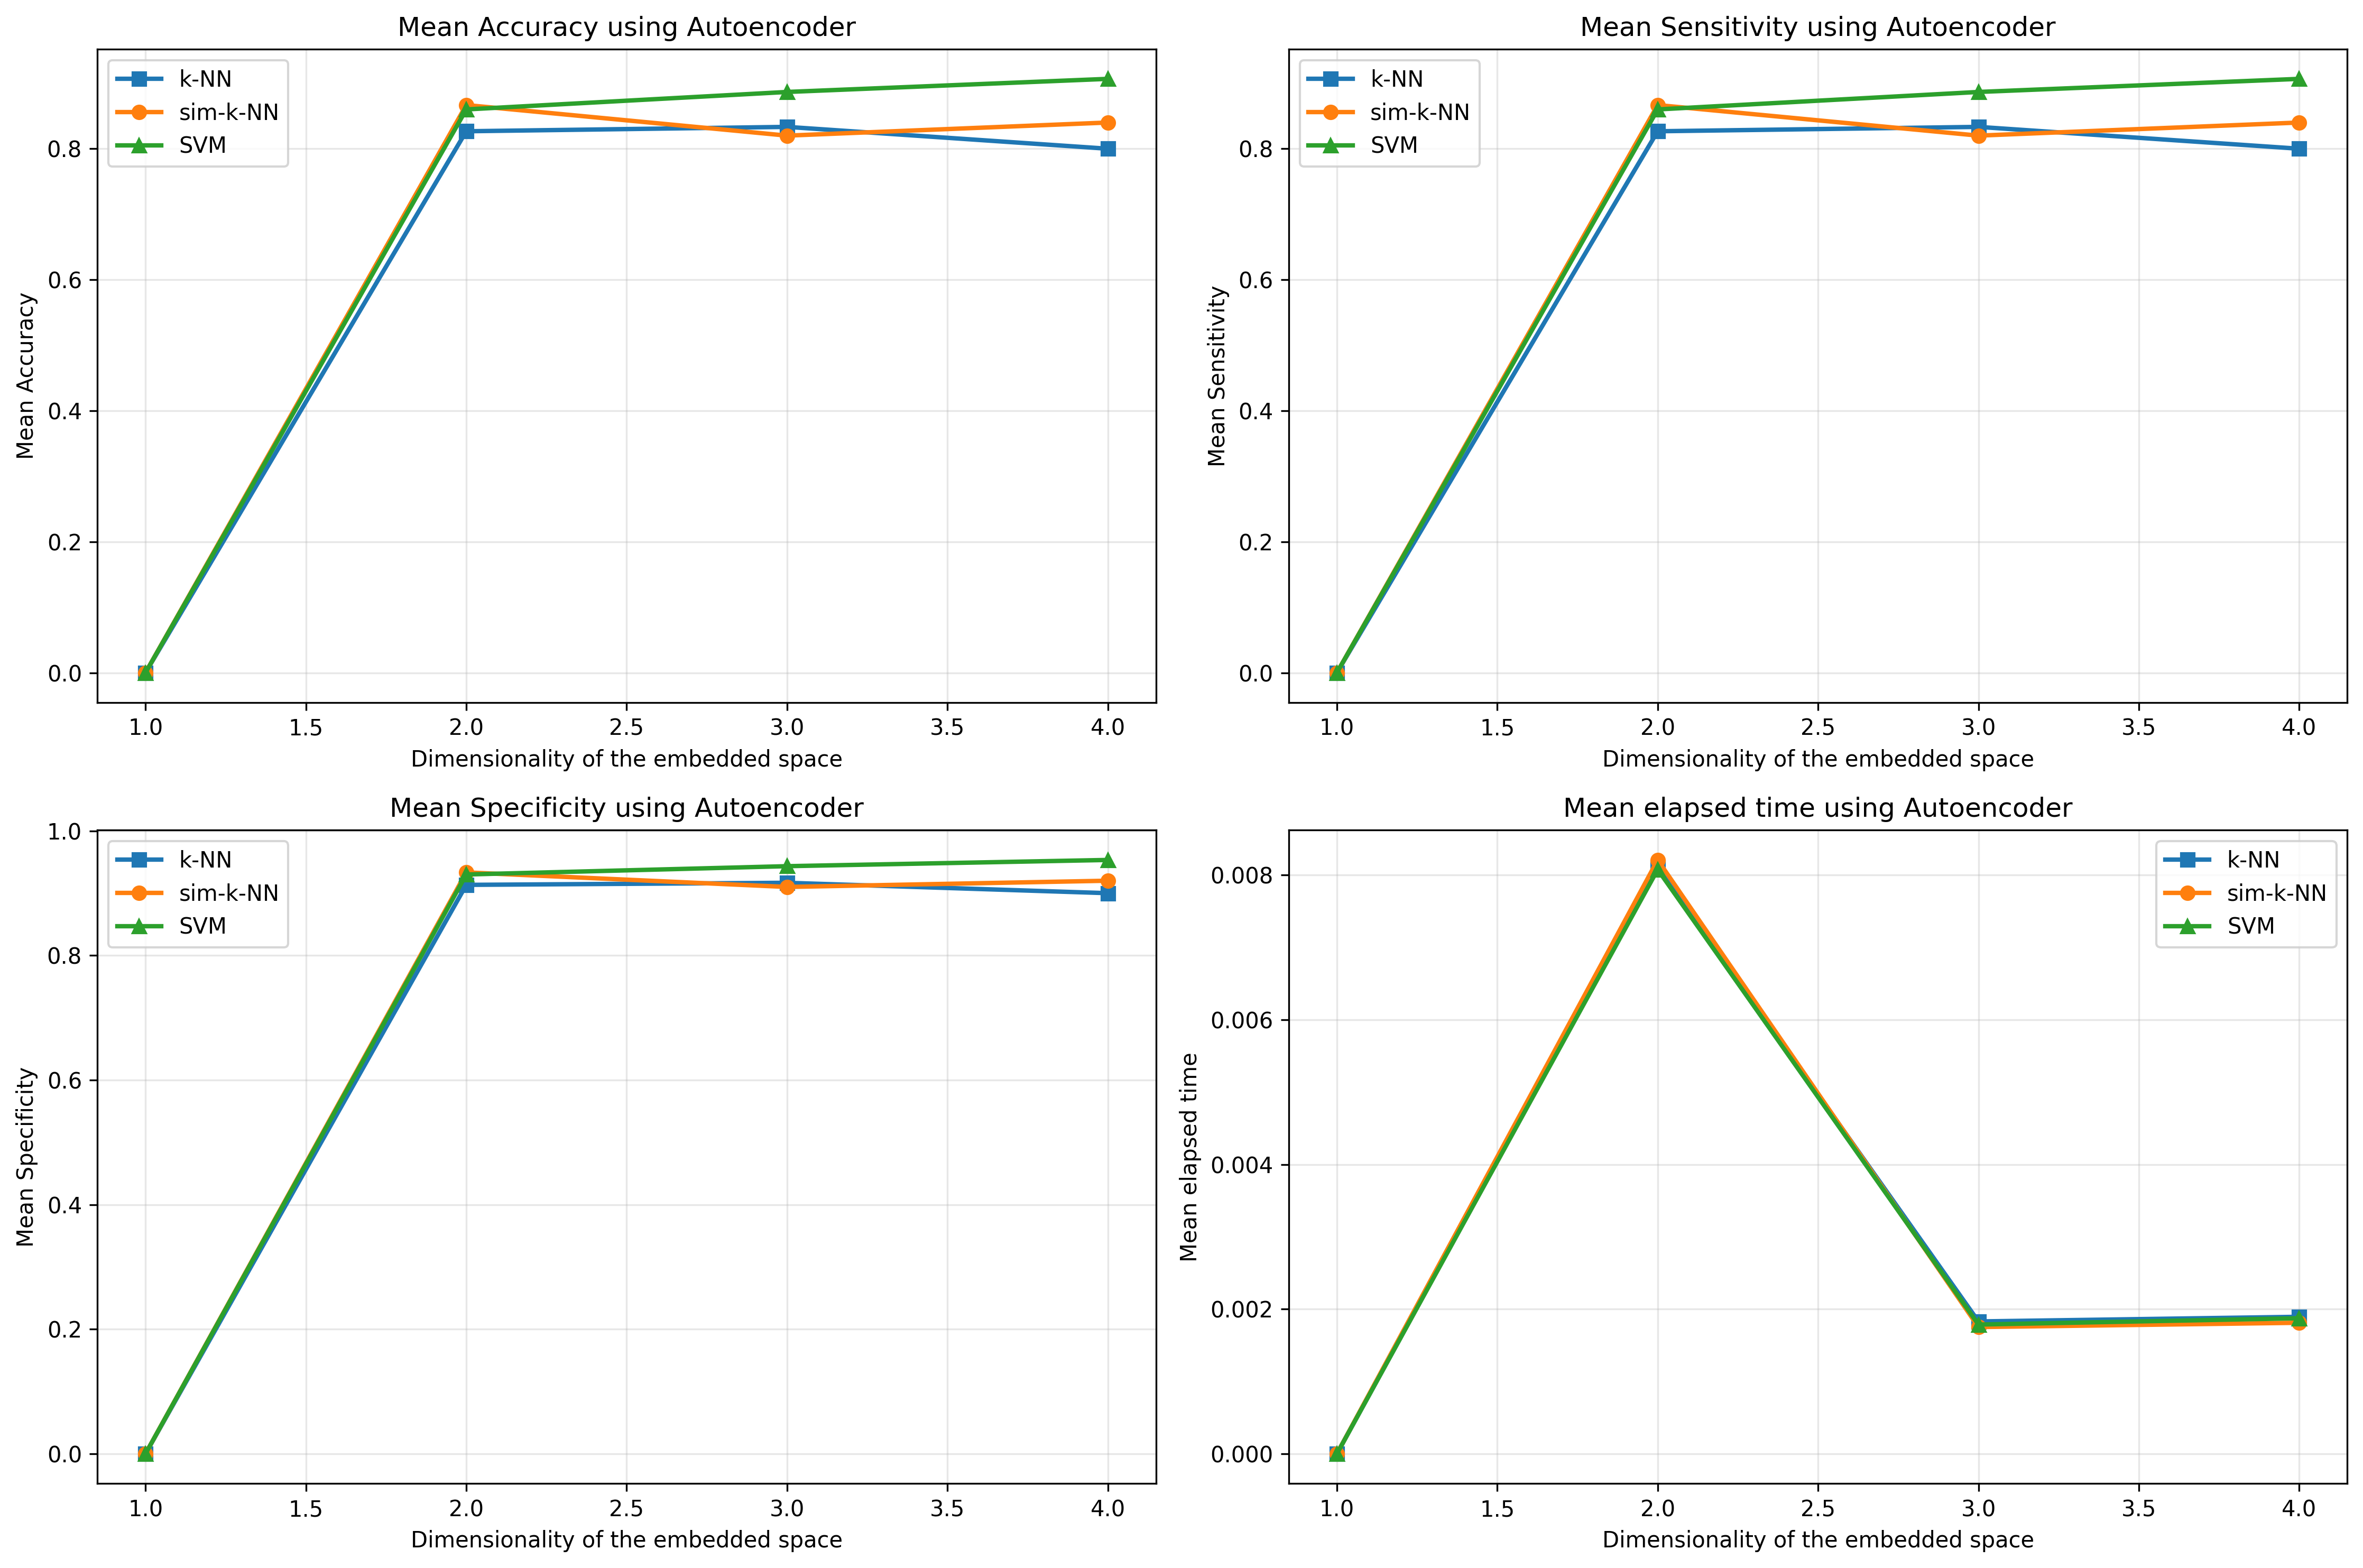 Mean Accuracy using Autoencoder
k-NN
sim-k-NN
SVM
Mean Accuracy
0.8
0.6
0.4
0.2
0.0
1.0 1.5 2.0 2.5 3.0 3.5 4.0
Dimensionality of the embedded space
Mean Sensitivity using Autoencoder
k-NN
sim-k-NN
SVM
Mean Sensitivity
0.8
0.6
0.4
0.2
0.0
1.0 1.5 2.0 2.5 3.0 3.5 4.0
Dimensionality of the embedded space
Mean Specificity using Autoencoder
k-NN
sim-k-NN
SVM
Mean Specificity
1.0
0.8
0.6
0.4
0.2
0.0
1.0 1.5 2.0 2.5 3.0 3.5 4.0
Dimensionality of the embedded space
Mean elapsed time using Autoencoder
k-NN
sim-k-NN
SVM
Mean elapsed time
0.008
0.006
0.004
0.002
0.000
1.0 1.5 2.0 2.5 3.0 3.5 4.0
Dimensionality of the embedded space